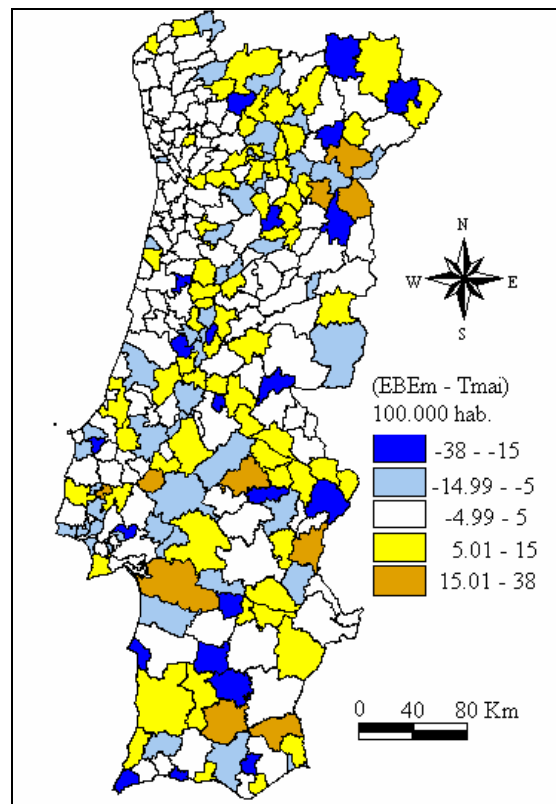 N
W E
S
(EBEm - Tmai)
100.000 hab.
-38 - -15
-14.99 - -5
-4.99 - 5
5.01 - 15
15.01 - 38
0 40 80 Km